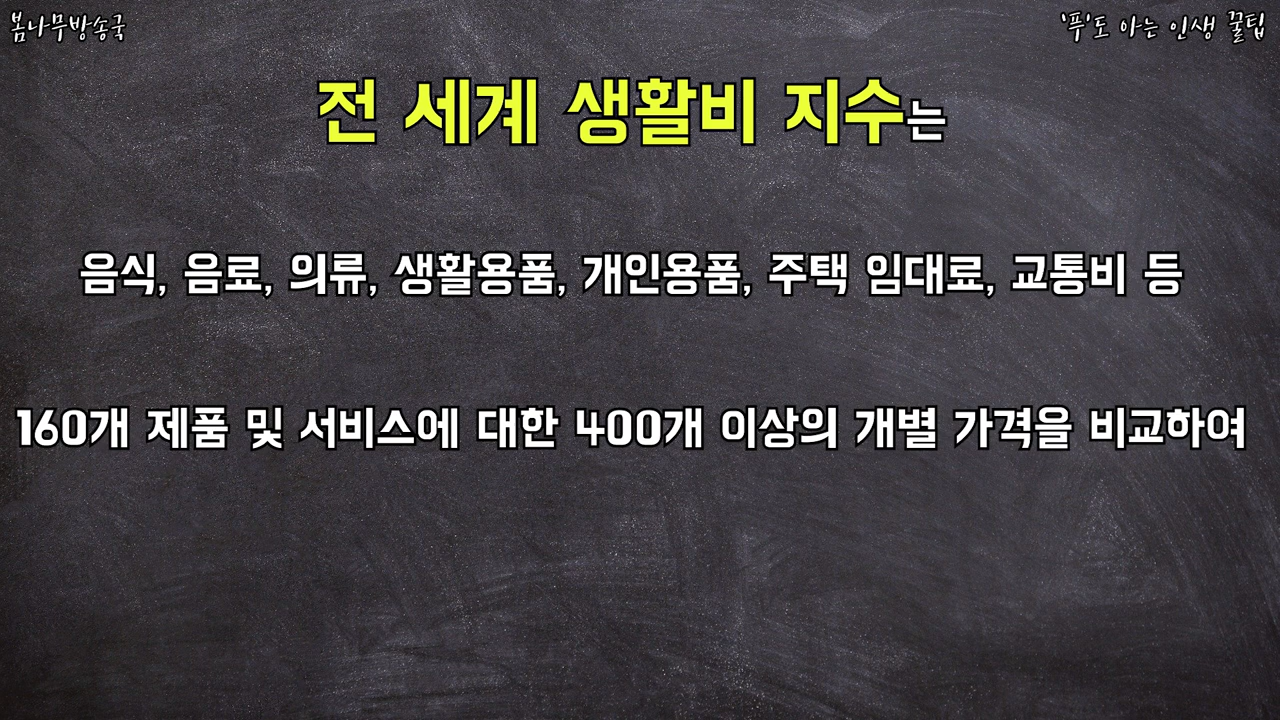 봄나무방송국
'푸'도 아는 인생 꿀팁
전 세계 생활비 지수는
음식, 음료, 의류, 생활용품, 개인용품, 주택 임대료, 교통비 등
160개 제품 및 서비스에 대한 400개 이상의 개별 가격을 비교하여